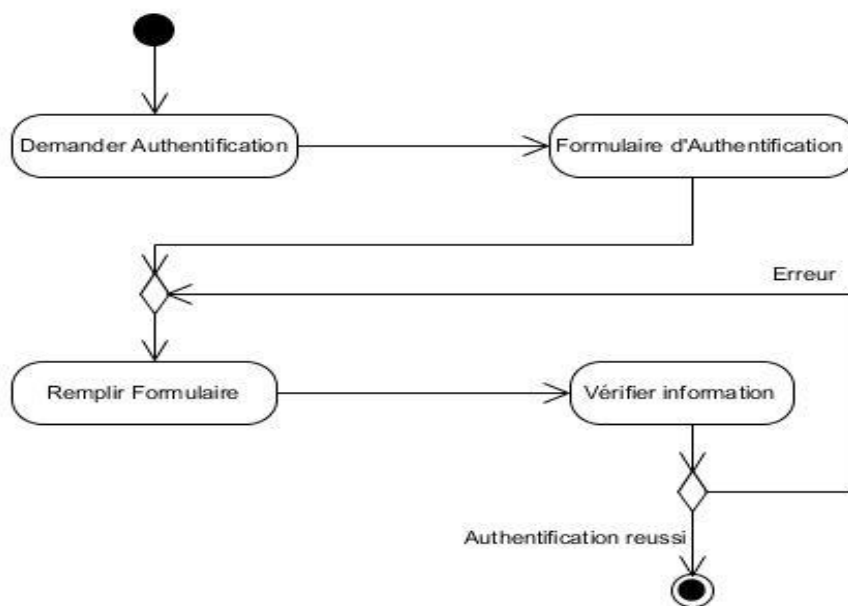 Demander Authentification
Formulaire d'Authentification
Erreur
Remplir Formulaire
Vérifier information
Authentification reussi